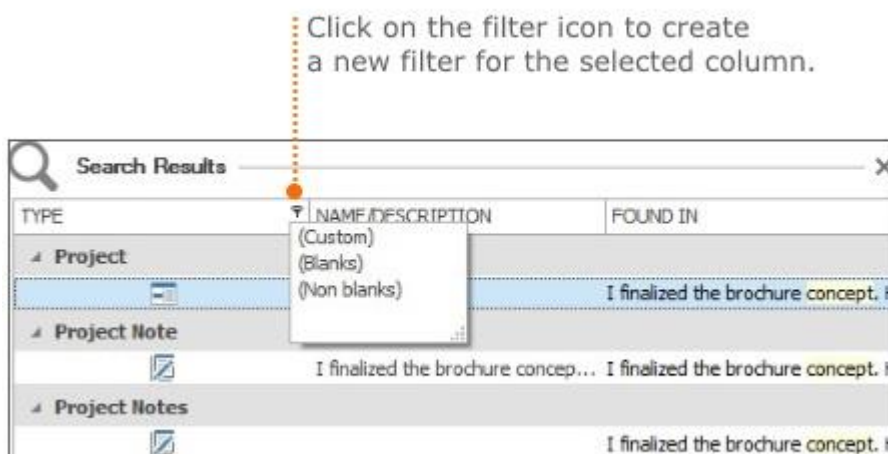 Click on the filter icon to create
a new filter for the selected column.
Search Results
TYPE NAME/DESCRIPTION FOUND IN
(Custom)
Project
(Blanks)
(Non blanks)
I finalized the brochure concept.
Project Note
I finalized the brochure concep... I finalized the brochure concept.
Project Notes
I finalized the brochure concept.